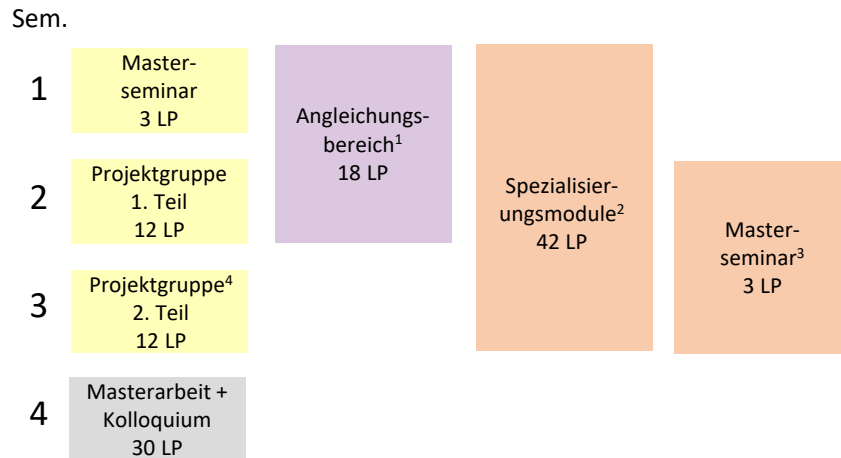 Sem.
1
Master-
seminar
3 LP
Angleichungs-
bereich¹
18 LP
Spezialisier-
ungsmodule²
42 LP
2
Projektgruppe
1. Teil
12 LP
Master-
seminar³
3 LP
3
Projektgruppe⁴
2. Teil
12 LP
4
Masterarbeit +
Kolloquium
30 LP